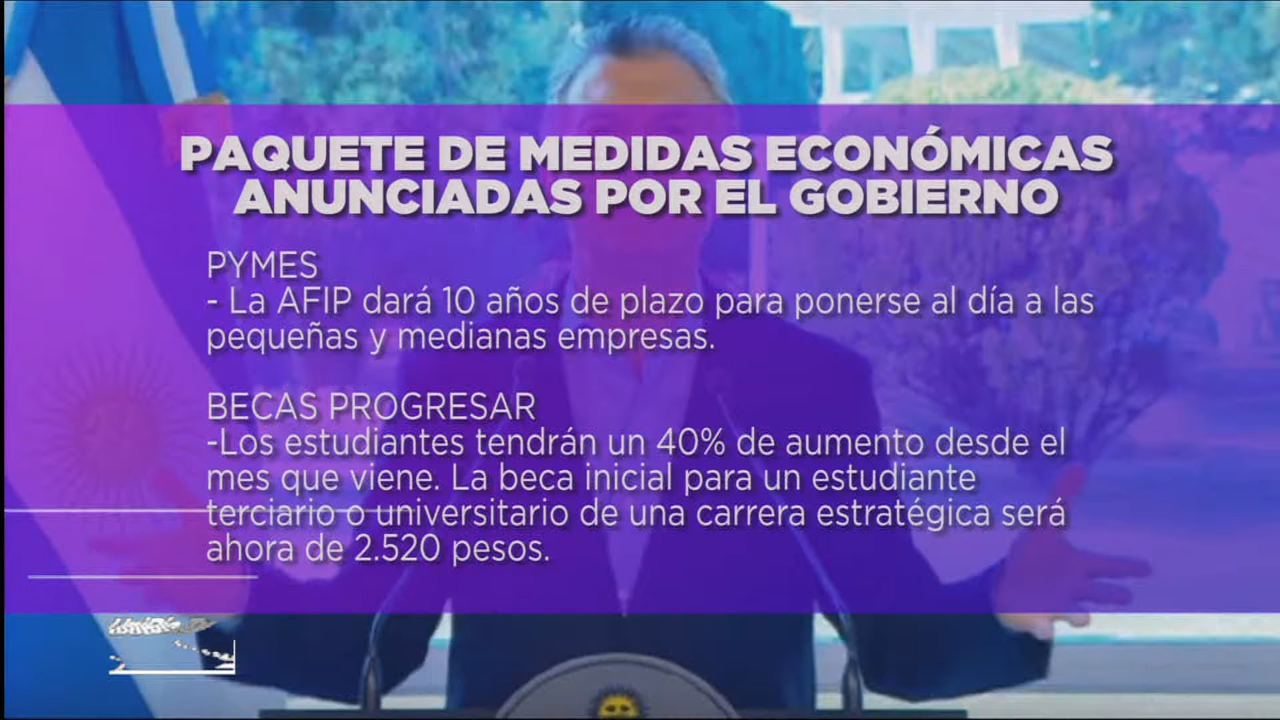 PAQUETE DE MEDIDAS ECONÓMICAS
ANUNCIADAS POR EL GOBIERNO
PYMES
- La AFIP dará 10 años de plazo para ponerse al día a las
pequeñas y medianas empresas.
BECAS PROGRESAR
-Los estudiantes tendrán un 40% de aumento desde el
mes que viene. La beca inicial para un estudiante
terciario o universitario de una carrera estratégica será
ahora de 2.520 pesos.